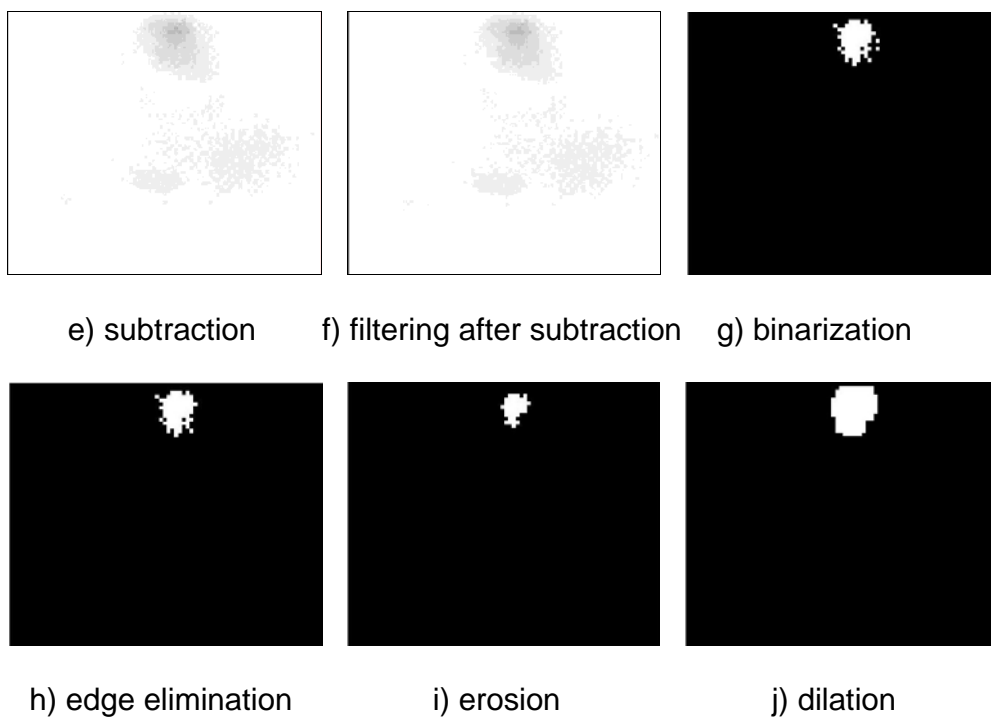 e) subtraction f) filtering after subtraction g) binarization
h) edge elimination i) erosion j) dilation